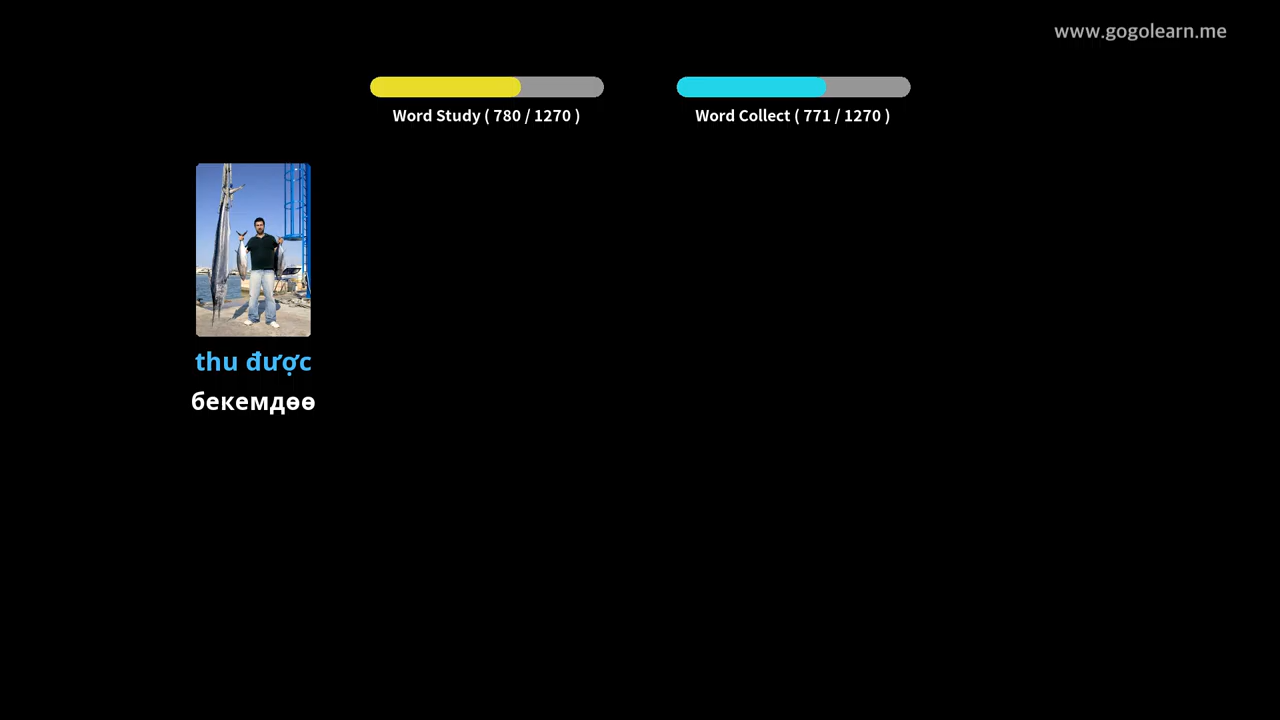 www.gogolearn.me
Word Study ( 780 / 1270 )
Word Collect ( 771 / 1270 )
thu được
бекемдөө